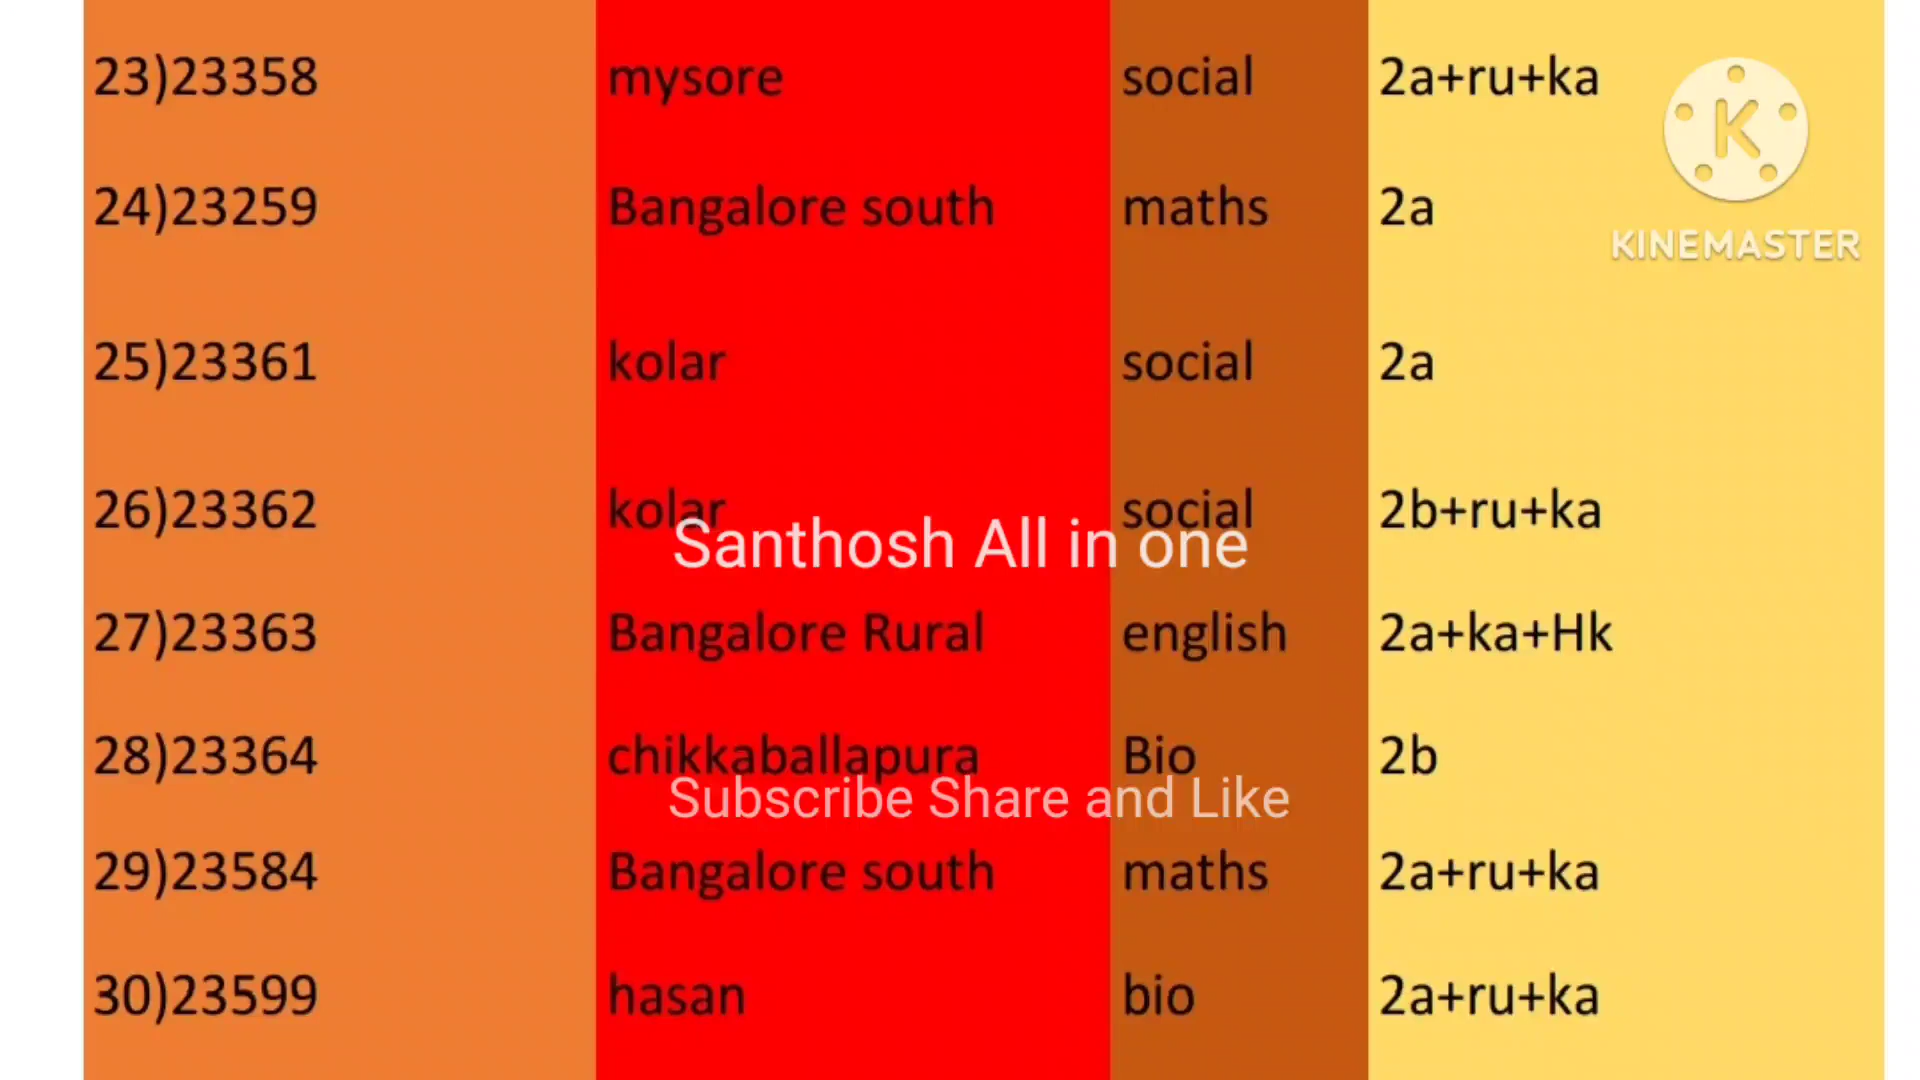 23)23358 mysore social 2a+ru+ka
K
24)23259 Bangalore south maths 2a
KINEMASTER
25)23361 kolar social 2a
26)23362 kolar social 2b+ru+ka
Santhosh All in one
27)23363 Bangalore Rural english 2a+ka+Hk
28)23364 chikkaballapura Bio 2b
Subscribe Share and Like
29)23584 Bangalore south maths 2a+ru+ka
30)23599 hasan bio 2a+ru+ka